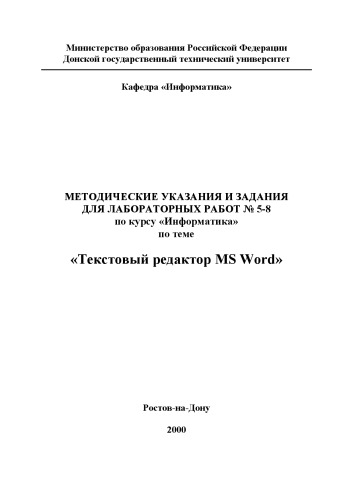 Министерство образования Российской Федерации
Донской государственный технический университет
Кафедра «Информатика»
МЕТОДИЧЕСКИЕ УКАЗАНИЯ И ЗАДАНИЯ
ДЛЯ ЛАБОРАТОРНЫХ РАБОТ № 5-8
по курсу «Информатика»
по теме
«Текстовый редактор MS Word»
Ростов-на-Дону
2000